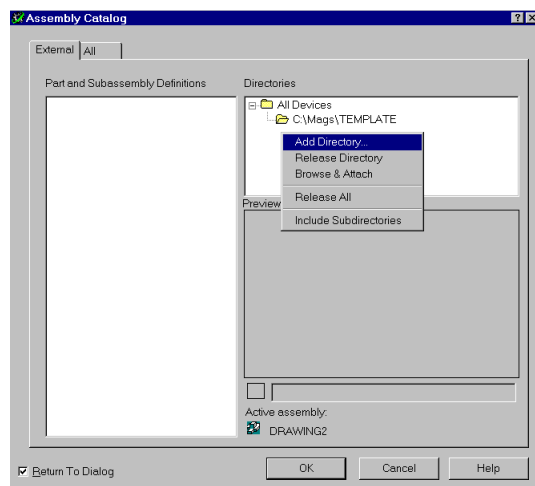 Assembly Catalog
External
All
Part and Subassembly Definitions
Directories
All Devices
C:\Mags\TEMPLATE
Add Directory...
Release Directory
Browse & Attach
Release All
Include Subdirectories
Preview
Active assembly:
DRAWING2
Return To Dialog
OK
Cancel
Help